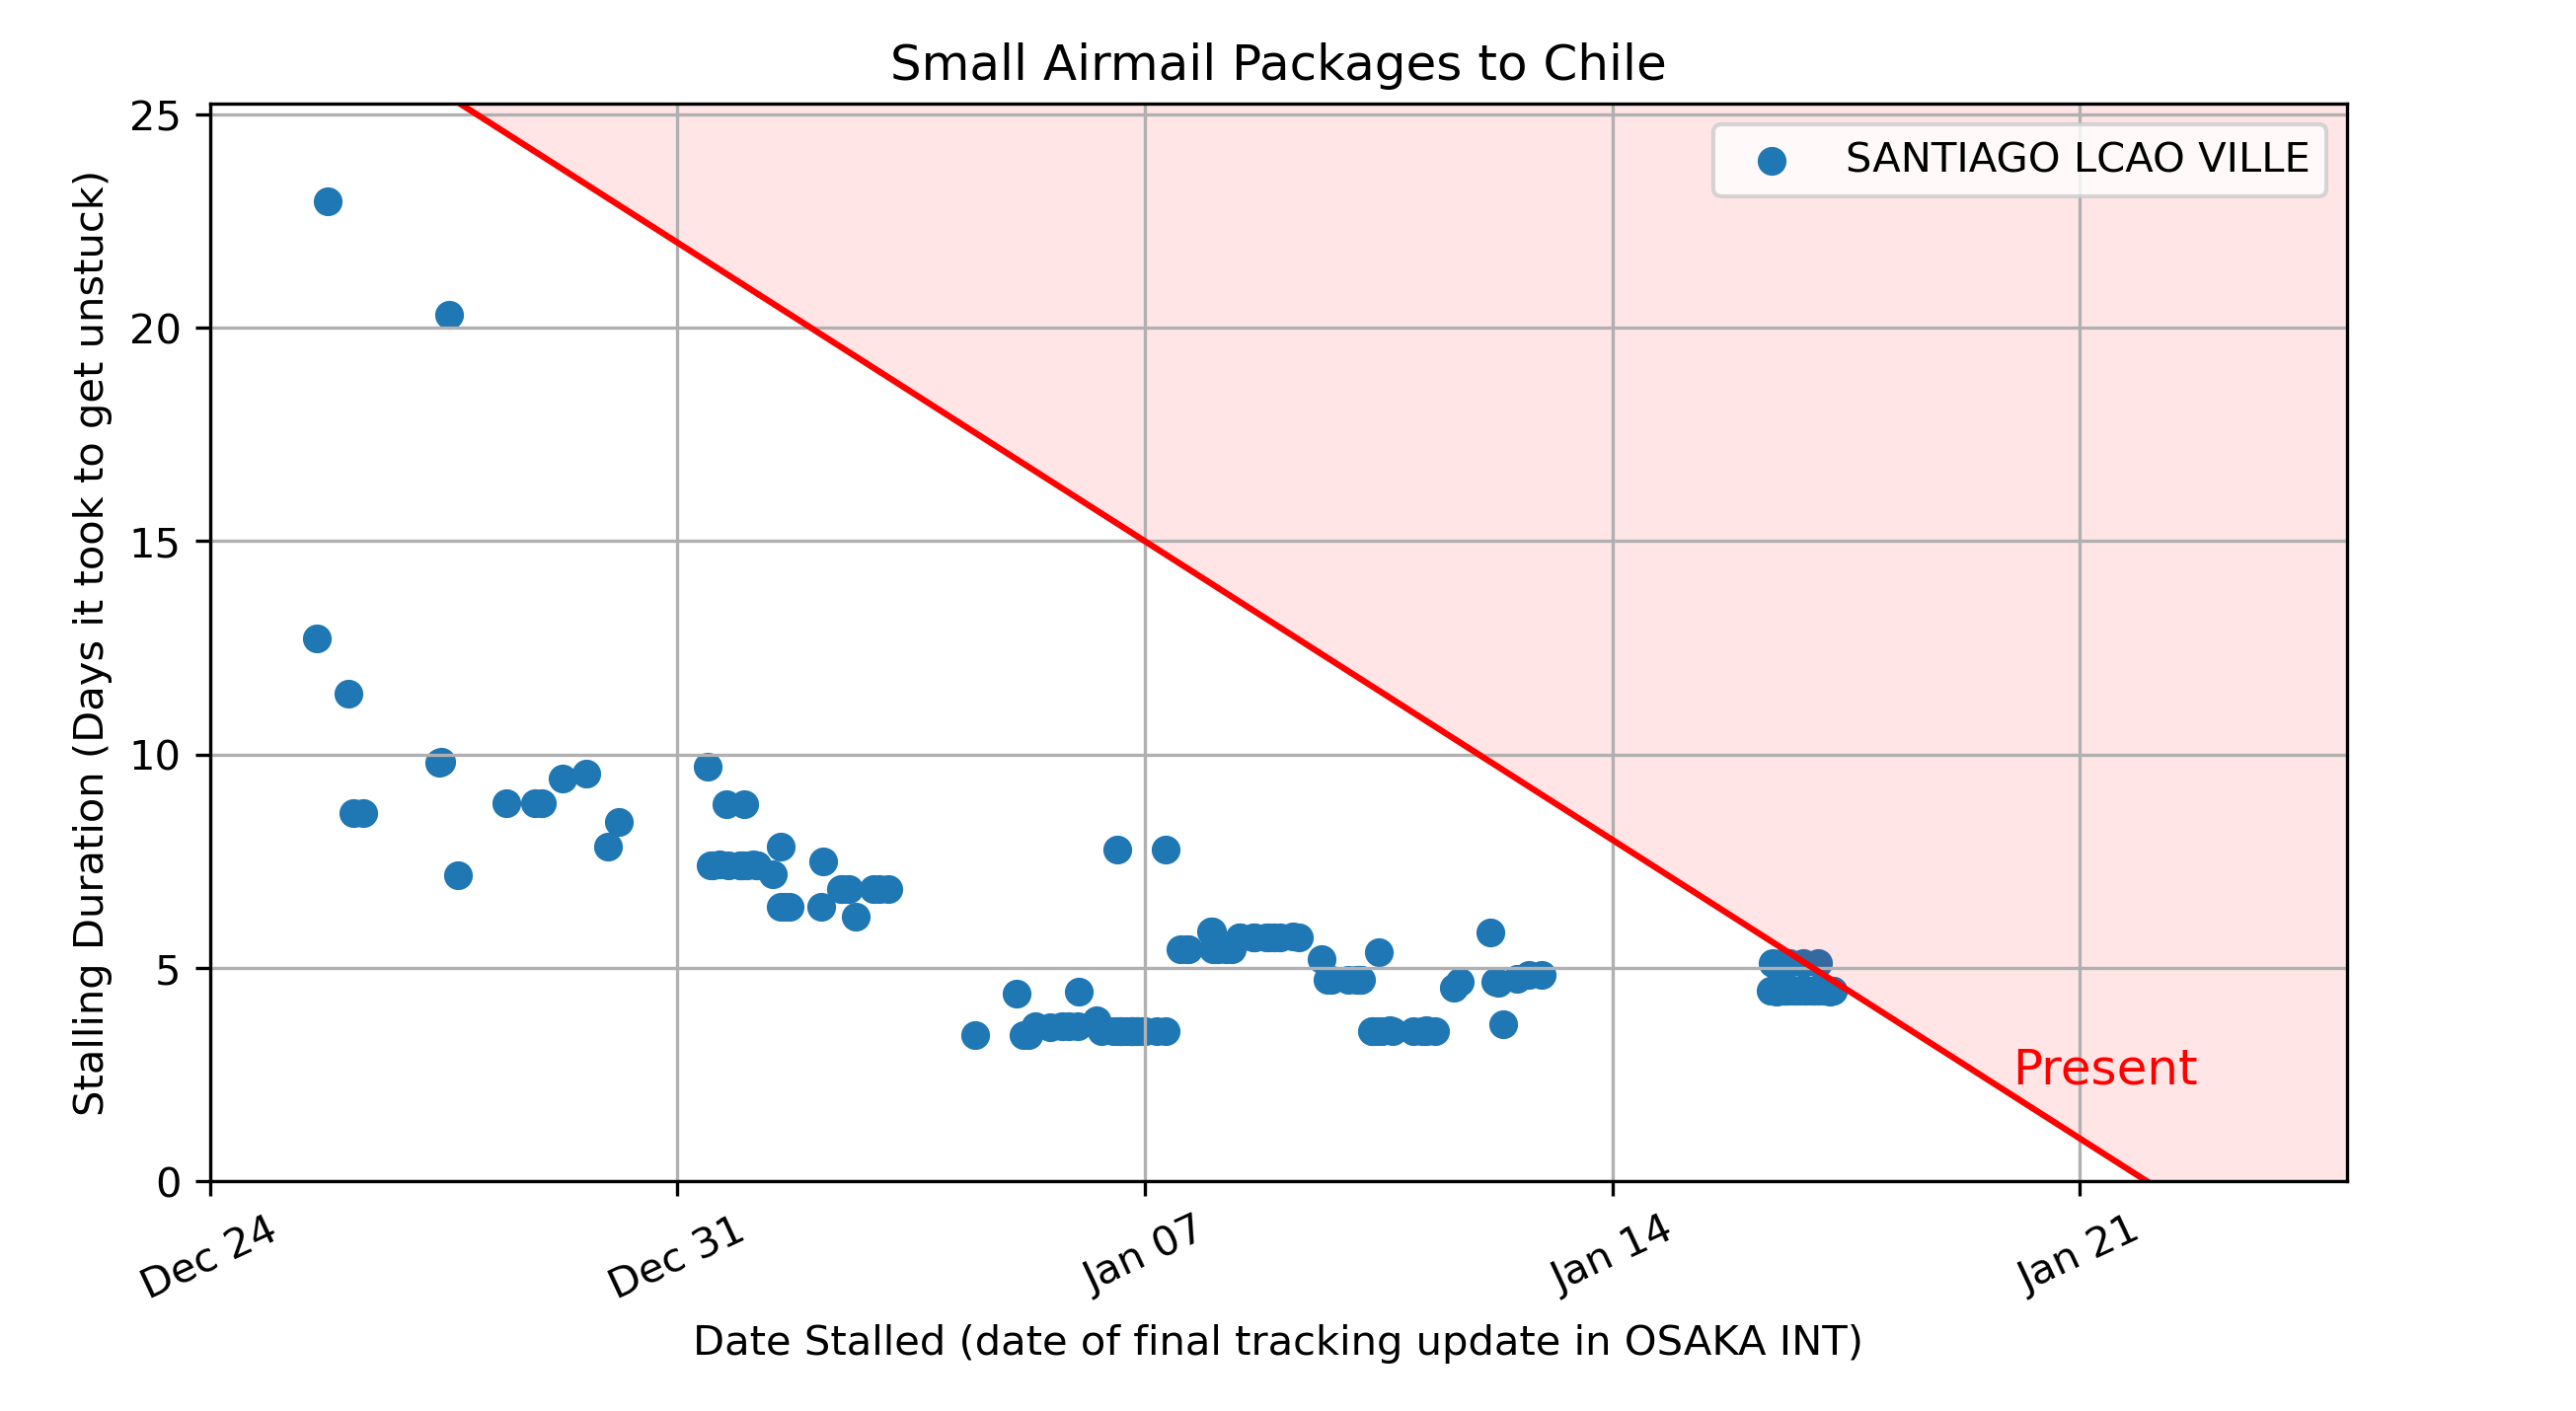 Small Airmail Packages to Chile
SANTIAGO LCAO VILLE
Stalling Duration (Days it took to get unstuck)
25
20
15
10
5
0
Present
Dec 24
Dec 31
Jan 07
Jan 14
Jan 21
Date Stalled (date of final tracking update in OSAKA INT)